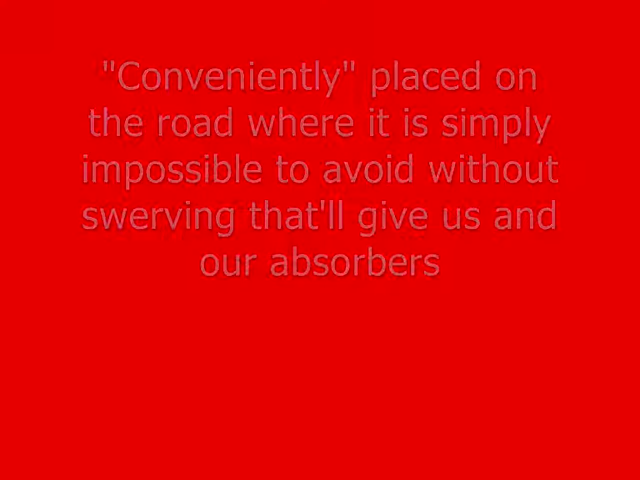 "Conveniently" placed on
the road where it is simply
impossible to avoid without
swerving that'll give us and
our absorbers